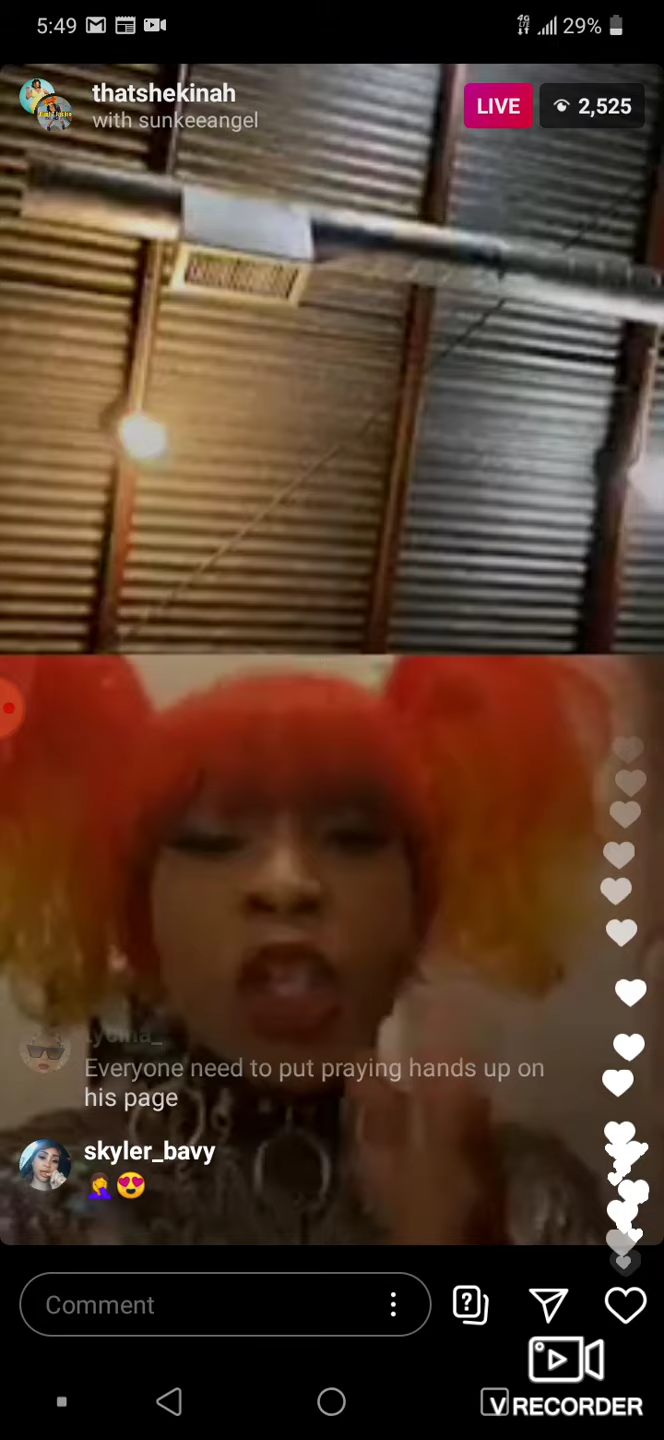 5:49 29%
thatshekinah
with sunkeeangel
LIVE 2,525
Everyone need to put praying hands up on
his page
skyler_bavy
🤦‍♀️😍
Comment
V RECORDER